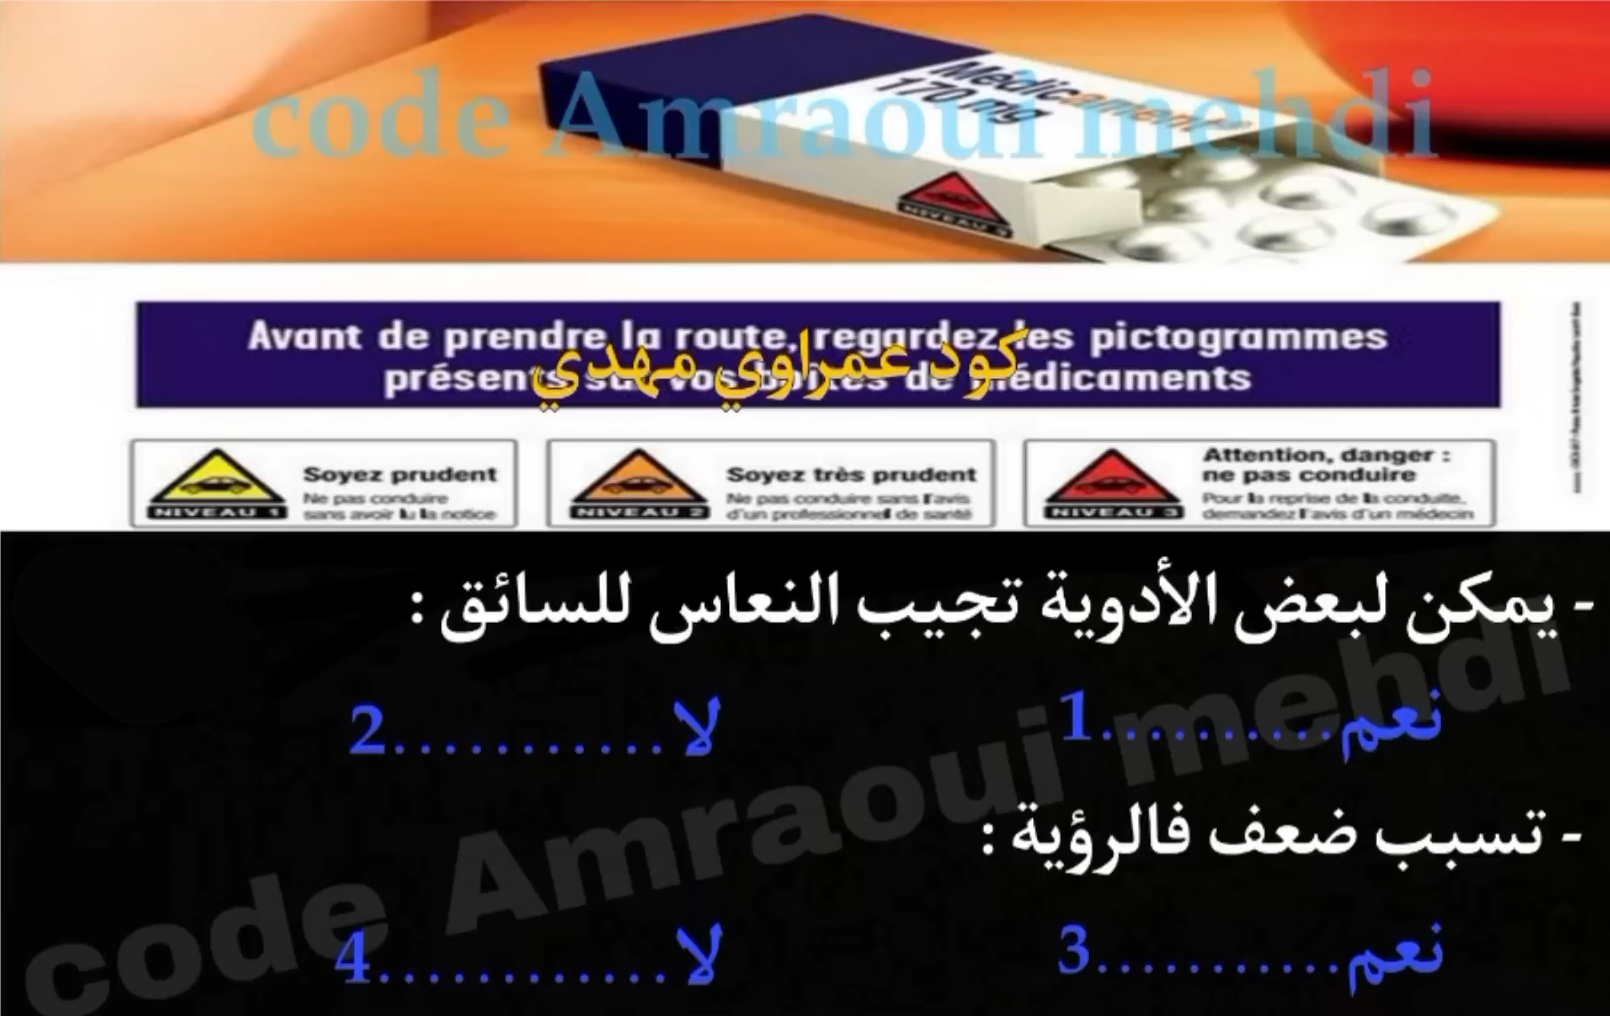 code Amraoui mehdi
Médicament
170 mg
NIVEAU 3
Avant de prendre la route, regardez les pictogrammes
présents sur vos boîtes de médicaments
كود عمراوي مهدي
Soyez prudent
Ne pas conduire
sans avoir lu la notice
NIVEAU 1
Soyez très prudent
Ne pas conduire sans l'avis
d'un professionnel de santé
NIVEAU 2
Attention, danger :
ne pas conduire
Pour la reprise de la conduite,
demandez l'avis d'un médecin
NIVEAU 3
- يمكن لبعض الأدوية تجيب النعاس للسائق :
نعم..........1 لا...........2
- تسبب ضعف فالرؤية :
نعم...........3 لا............4
code Amraoui mehdi